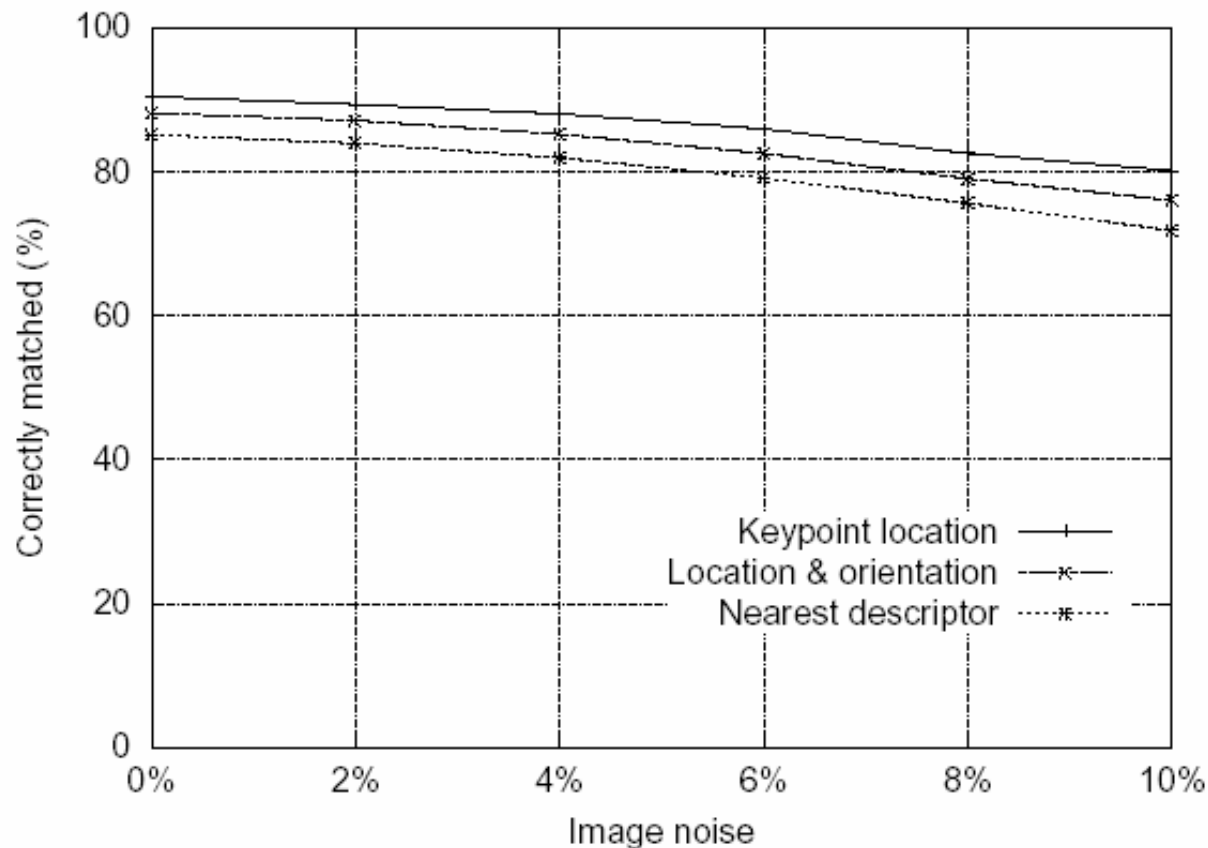 100
80
60
40
20
0
Correctly matched (%)
Keypoint location
Location & orientation
Nearest descriptor
0% 2% 4% 6% 8% 10%
Image noise